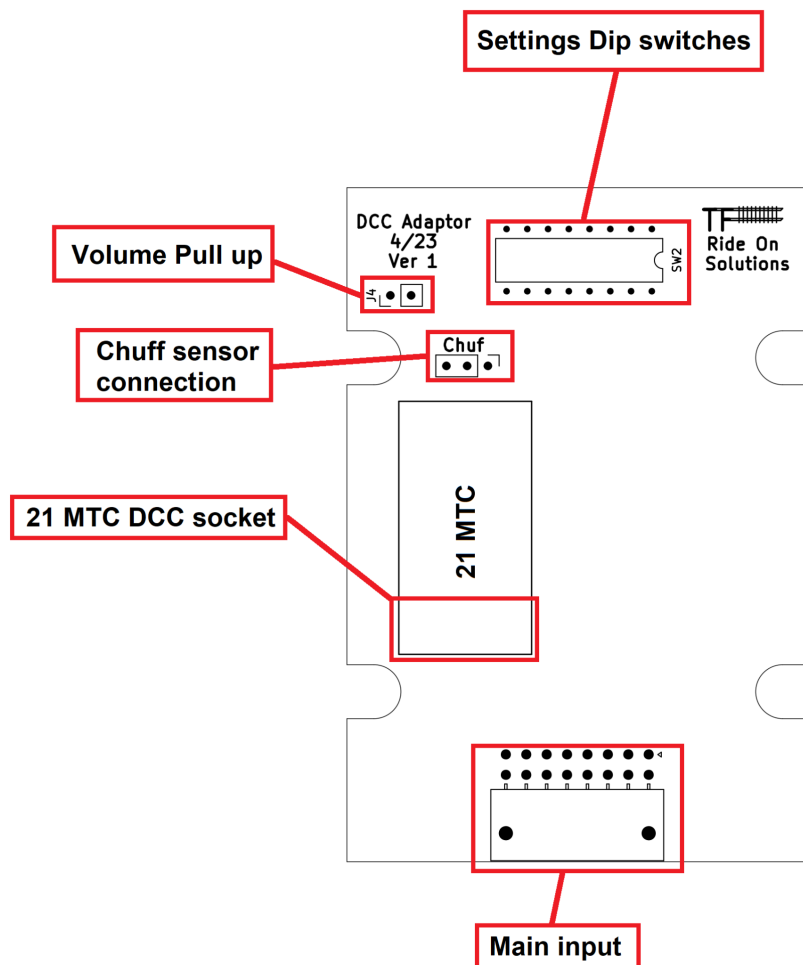 Settings Dip switches
DCC Adaptor
4/23
Ver 1
SW2
TF
Ride On
Solutions
Volume Pull up
J4
Chuff sensor
connection
Chuf
21 MTC DCC socket
21 MTC
Main input